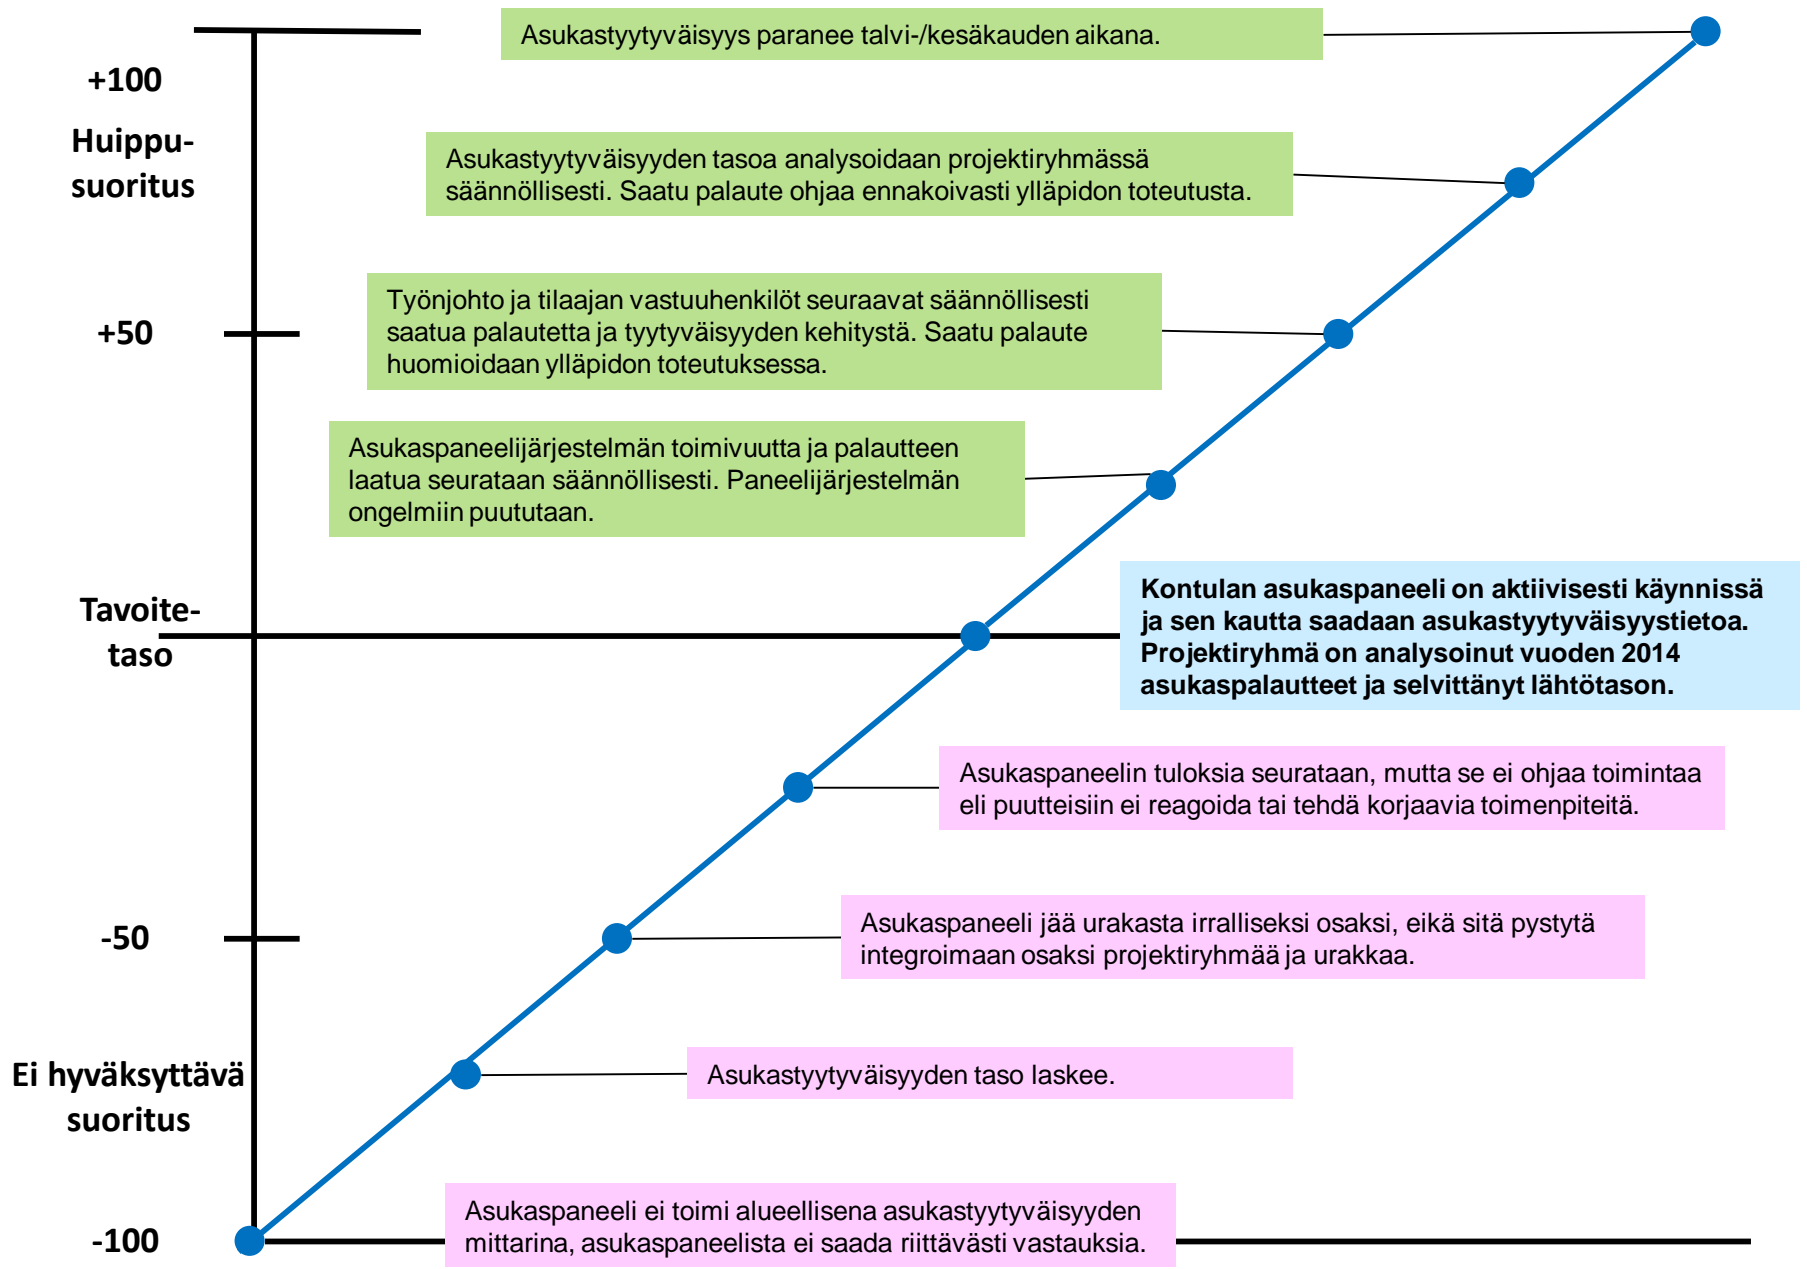 Asukastyytyväisyys paranee talvi-/kesäkauden aikana.
+100
Huippu-
suoritus
Asukastyytyväisyyden tasoa analysoidaan projektiryhmässä
säännöllisesti. Saatu palaute ohjaa ennakoivasti ylläpidon toteutusta.
Työnjohto ja tilaajan vastuuhenkilöt seuraavat säännöllisesti
saatua palautetta ja tyytyväisyyden kehitystä. Saatu palaute
huomioidaan ylläpidon toteutuksessa.
+50
Asukaspaneelijärjestelmän toimivuutta ja palautteen
laatua seurataan säännöllisesti. Paneelijärjestelmän
ongelmiin puututaan.
Tavoite-
taso
Kontulan asukaspaneeli on aktiivisesti käynnissä
ja sen kautta saadaan asukastyytyväisyystietoa.
Projektiryhmä on analysoinut vuoden 2014
asukaspalautteet ja selvittänyt lähtötason.
Asukaspaneelin tuloksia seurataan, mutta se ei ohjaa toimintaa
eli puutteisiin ei reagoida tai tehdä korjaavia toimenpiteitä.
-50
Asukaspaneeli jää urakasta irralliseksi osaksi, eikä sitä pystytä
integroimaan osaksi projektiryhmää ja urakkaa.
Ei hyväksyttävä
suoritus
Asukastyytyväisyyden taso laskee.
-100
Asukaspaneeli ei toimi alueellisena asukastyytyväisyyden
mittarina, asukaspaneelista ei saada riittävästi vastauksia.